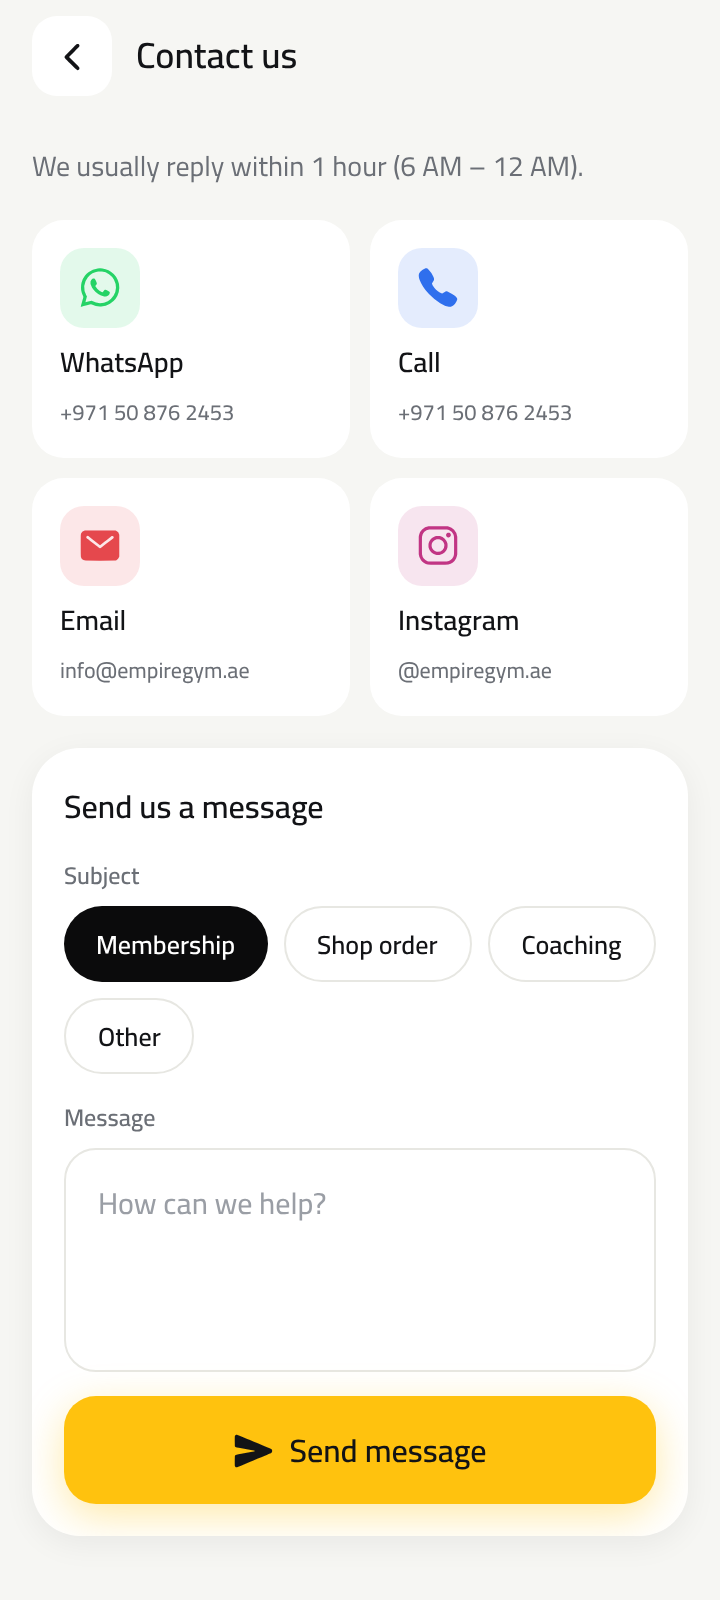 Contact us
We usually reply within 1 hour (6 AM – 12 AM).
WhatsApp
+971 50 876 2453
Call
+971 50 876 2453
Email
info@empiregym.ae
Instagram
@empiregym.ae
Send us a message
Subject
Membership
Shop order
Coaching
Other
Message
How can we help?
Send message